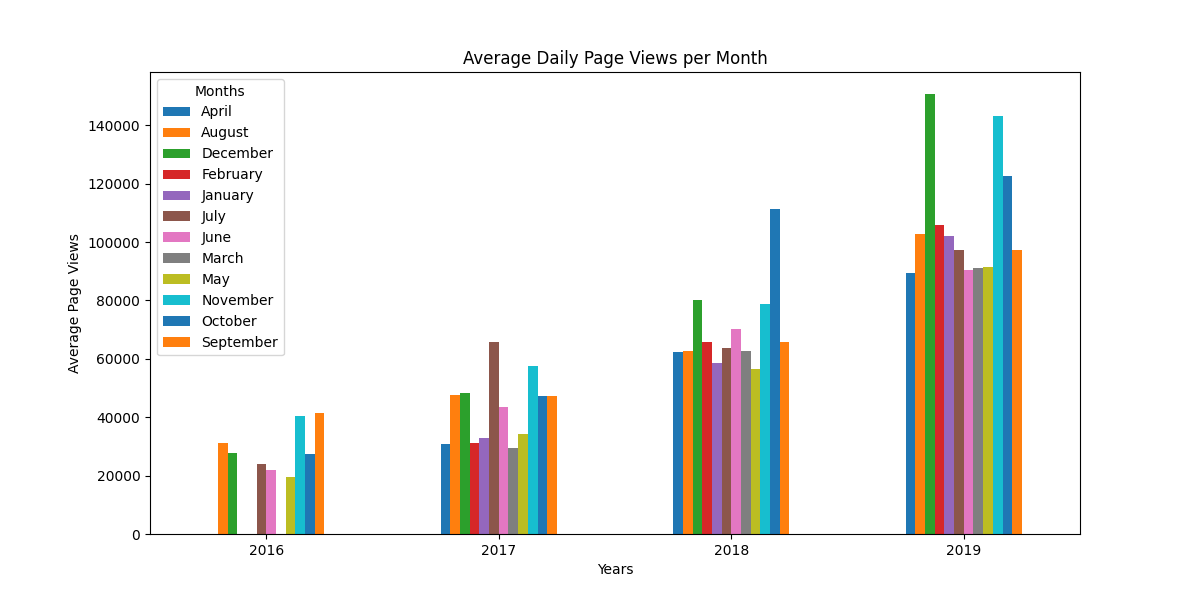 Average Daily Page Views per Month
Months
April
August
December
February
January
July
June
March
May
November
October
September
Average Page Views
140000
120000
100000
80000
60000
40000
20000
0
2016 2017 2018 2019
Years